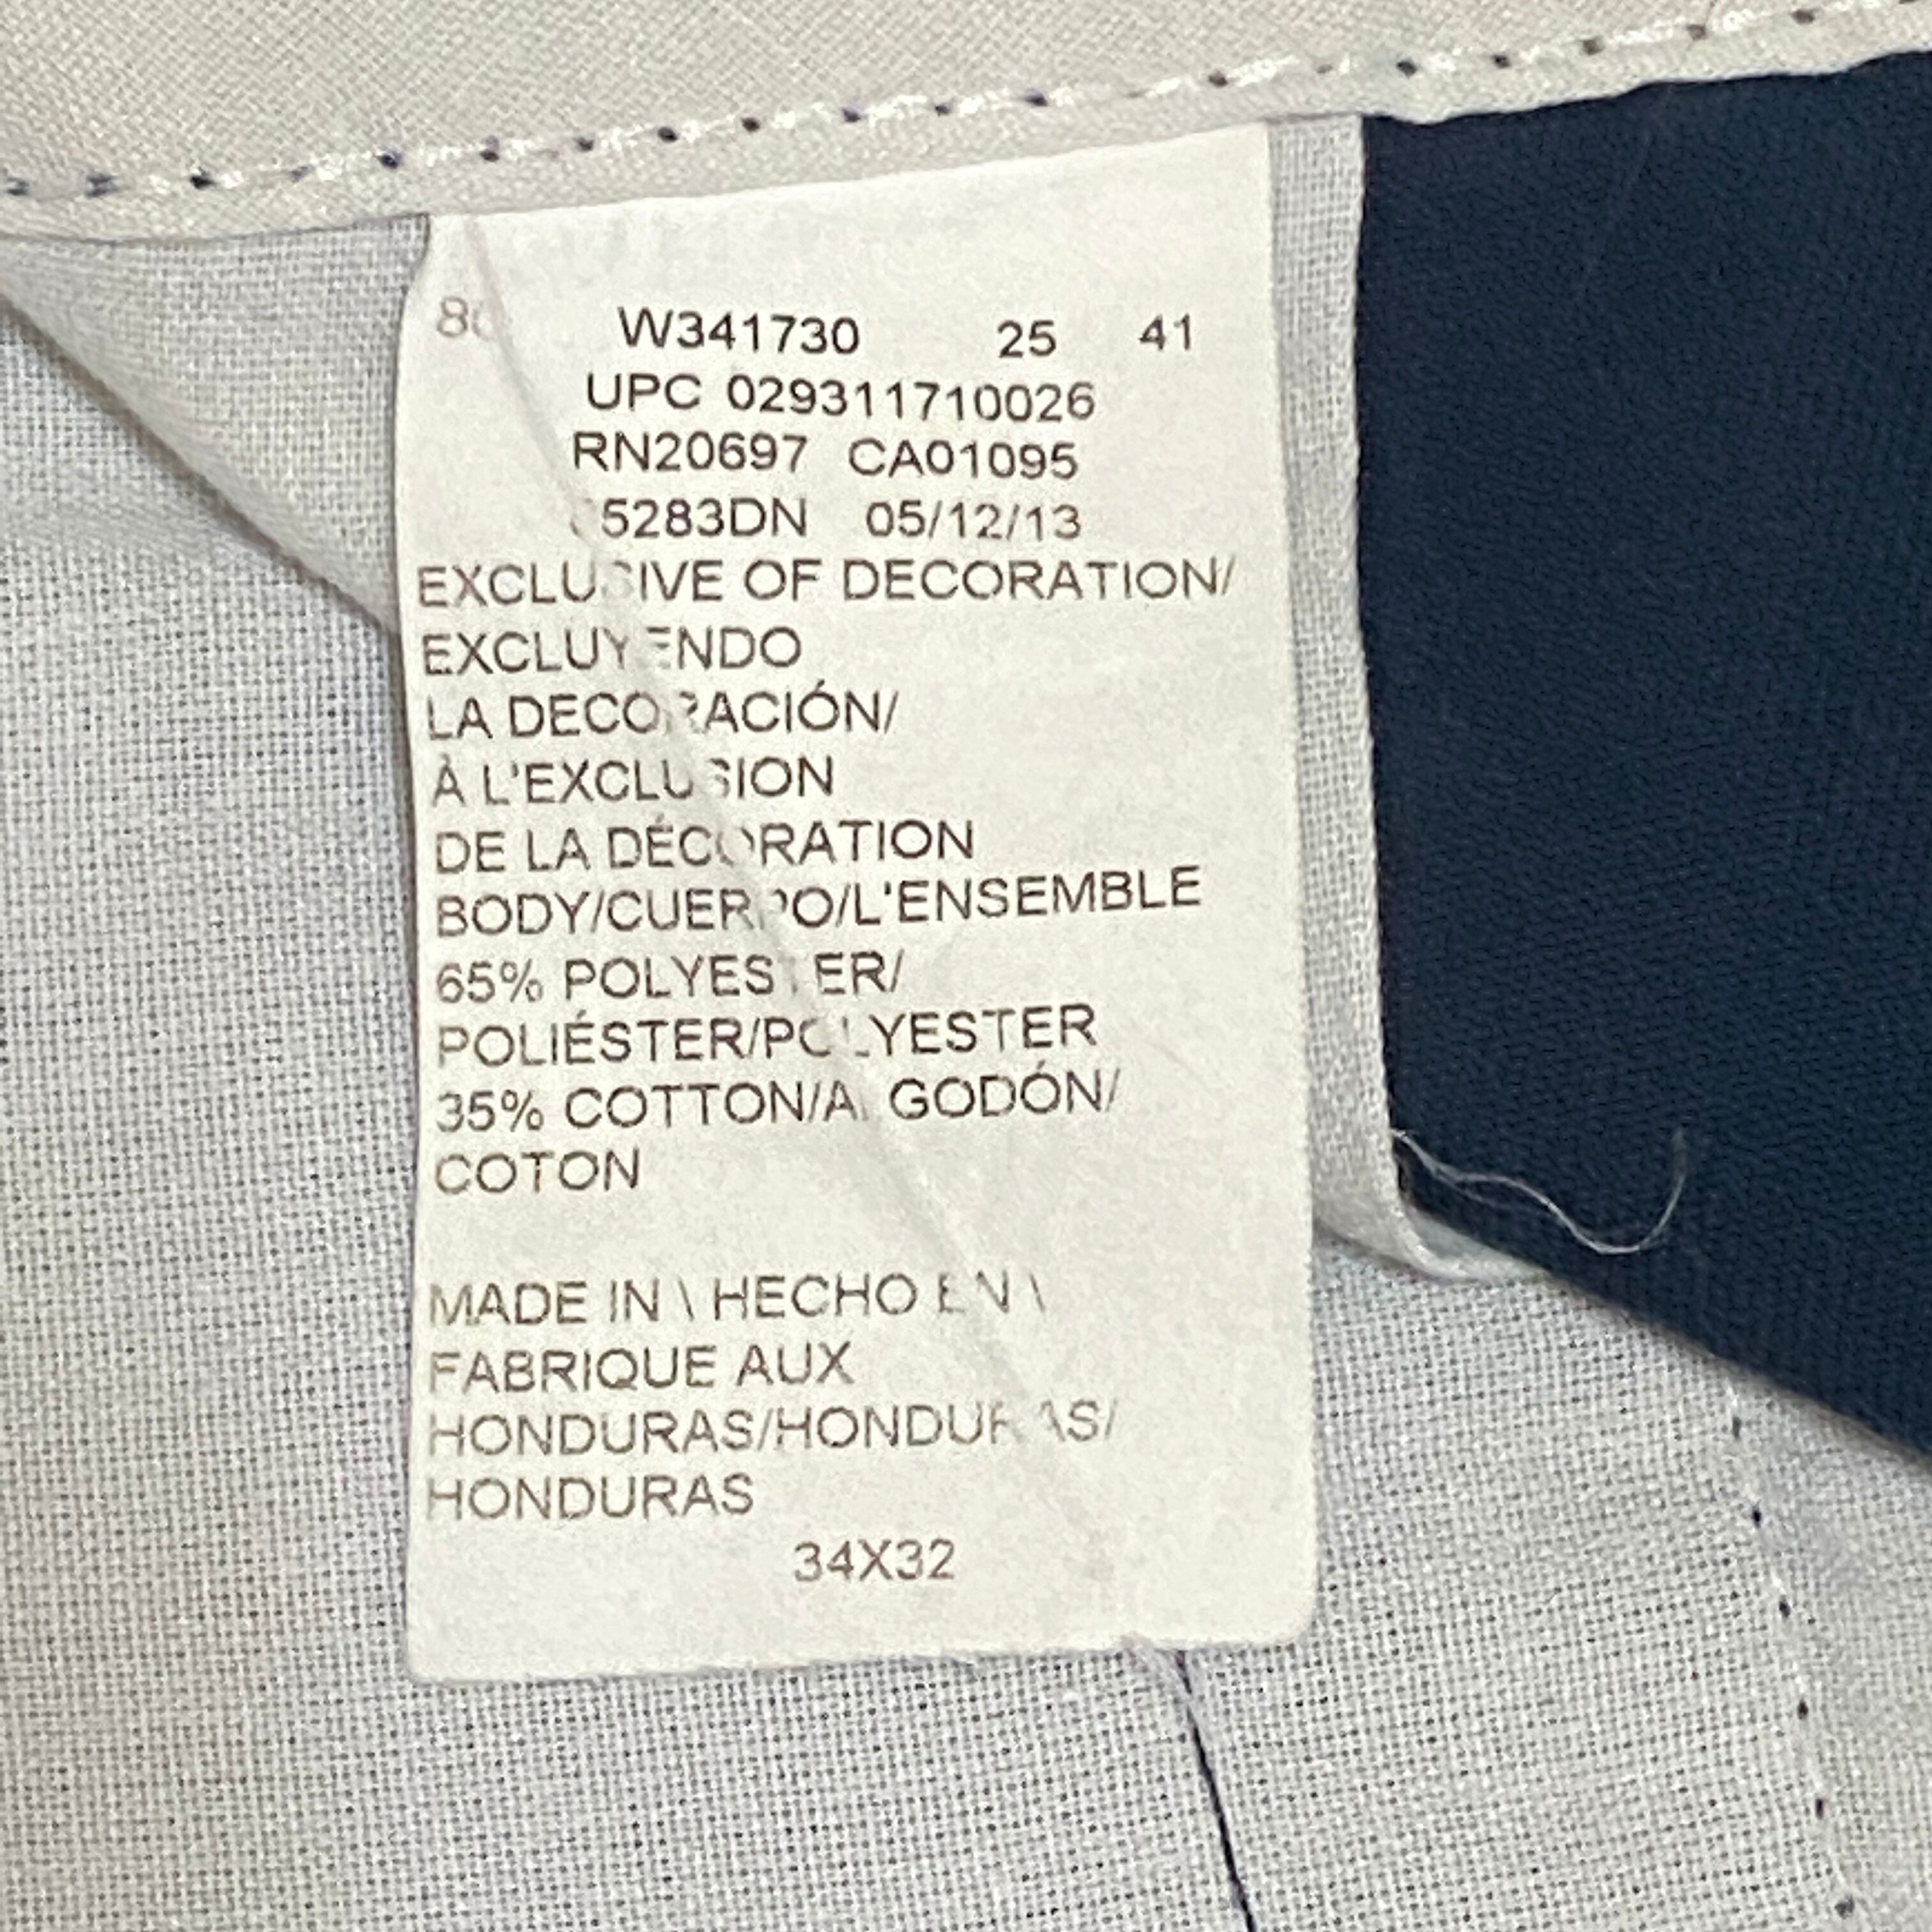 W341730 25 41
UPC 029311710026
RN20697 CA01095
5283DN 05/12/13
EXCLUSIVE OF DECORATION/
EXCLUYENDO
LA DECORACIÓN/
À L'EXCLUSION
DE LA DÉCORATION
BODY/CUERPO/L'ENSEMBLE
65% POLYESTER/
POLIÉSTER/POLYESTER
35% COTTON/ALGODÓN/
COTON
MADE IN \ HECHO EN \
FABRIQUE AUX
HONDURAS/HONDURAS/
HONDURAS
34X32